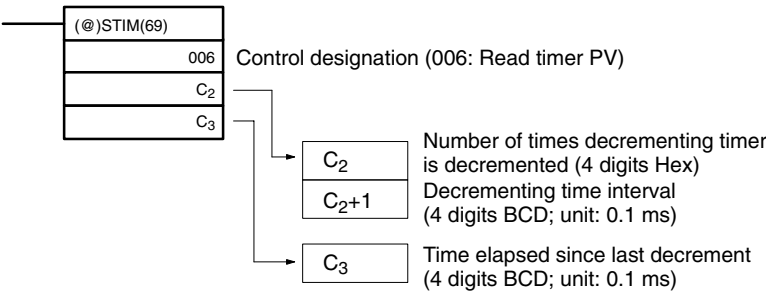 (@)STIM(69)
006 Control designation (006: Read timer PV)
C2
C3
C2 Number of times decrementing timer
is decremented (4 digits Hex)
C2+1 Decrementing time interval
(4 digits BCD; unit: 0.1 ms)
C3 Time elapsed since last decrement
(4 digits BCD; unit: 0.1 ms)